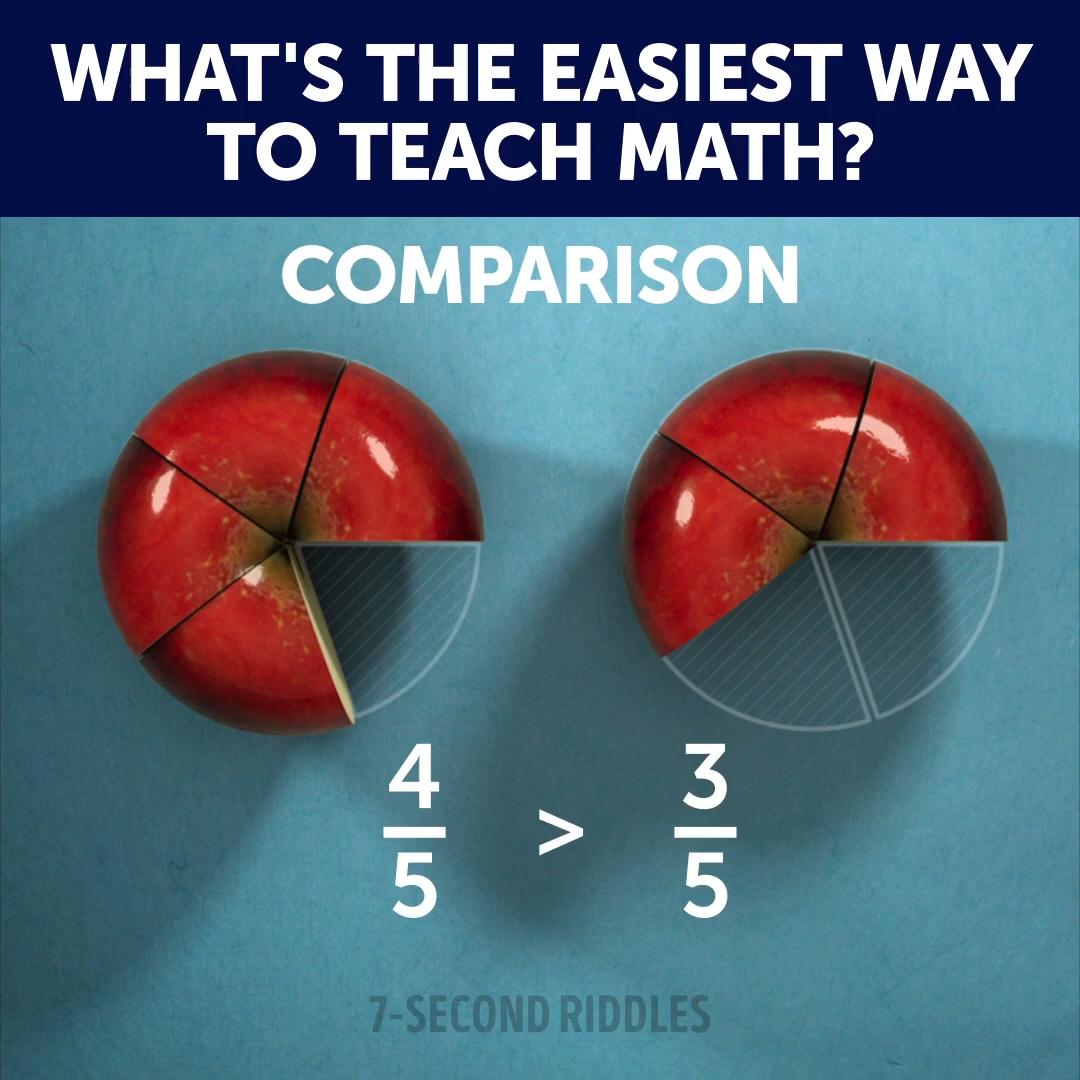 WHAT'S THE EASIEST WAY
TO TEACH MATH?
COMPARISON
4/5 > 3/5
7-SECOND RIDDLES